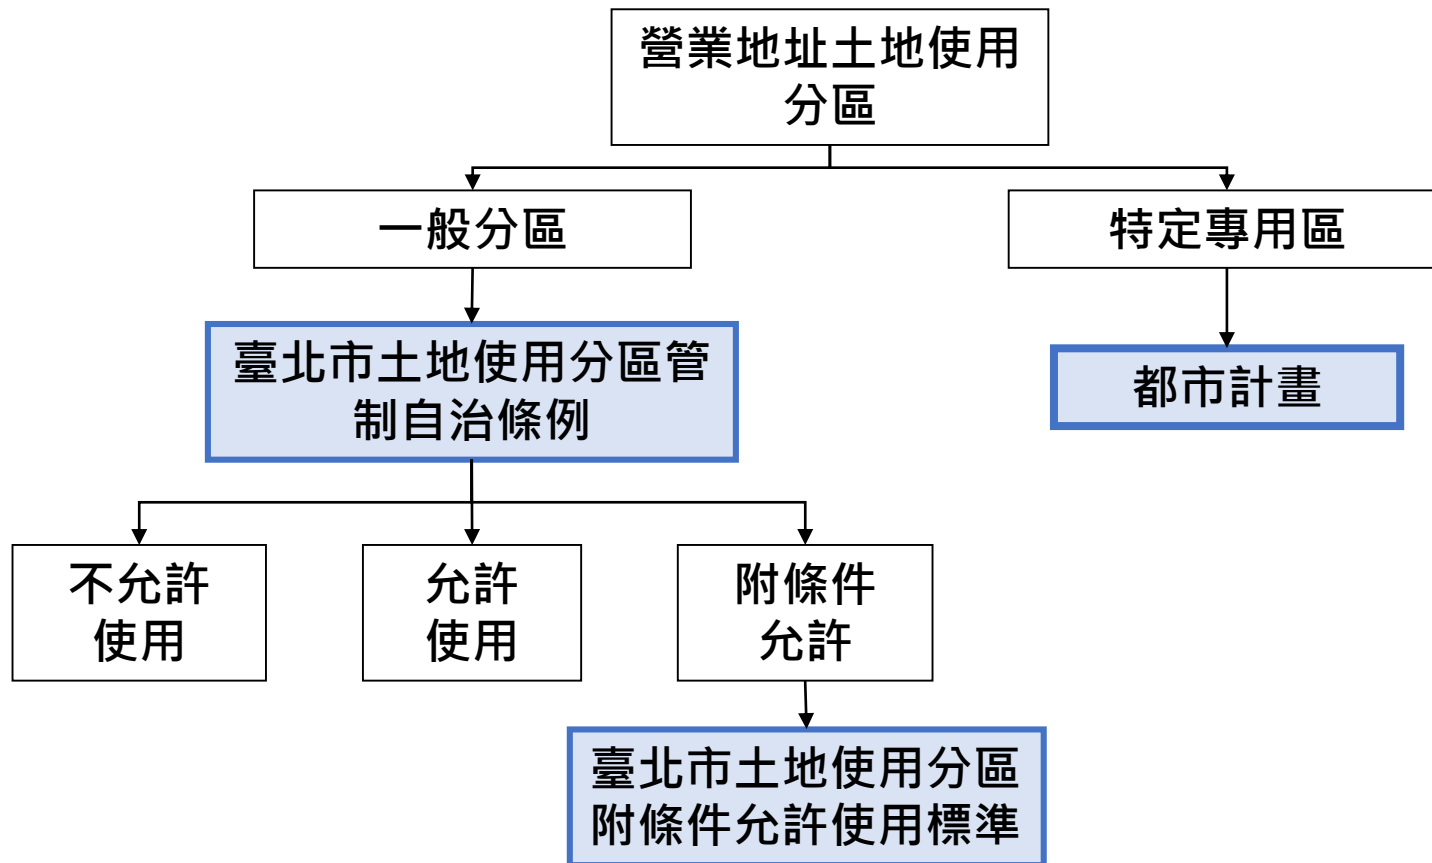 營業地址土地使用
分區
一般分區
特定專用區
臺北市土地使用分區管
制自治條例
都市計畫
不允許
使用
允許
使用
附條件
允許
臺北市土地使用分區
附條件允許使用標準